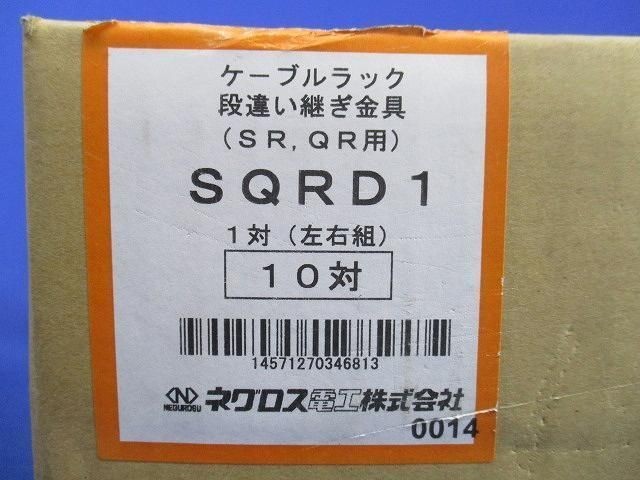 ケーブルラック
段違い継ぎ金具
（ＳＲ，ＱＲ用）
ＳＱＲＤ１
１対（左右組）
１０対
14571270346813
NEGUROSU ネグロス電工株式会社
0014